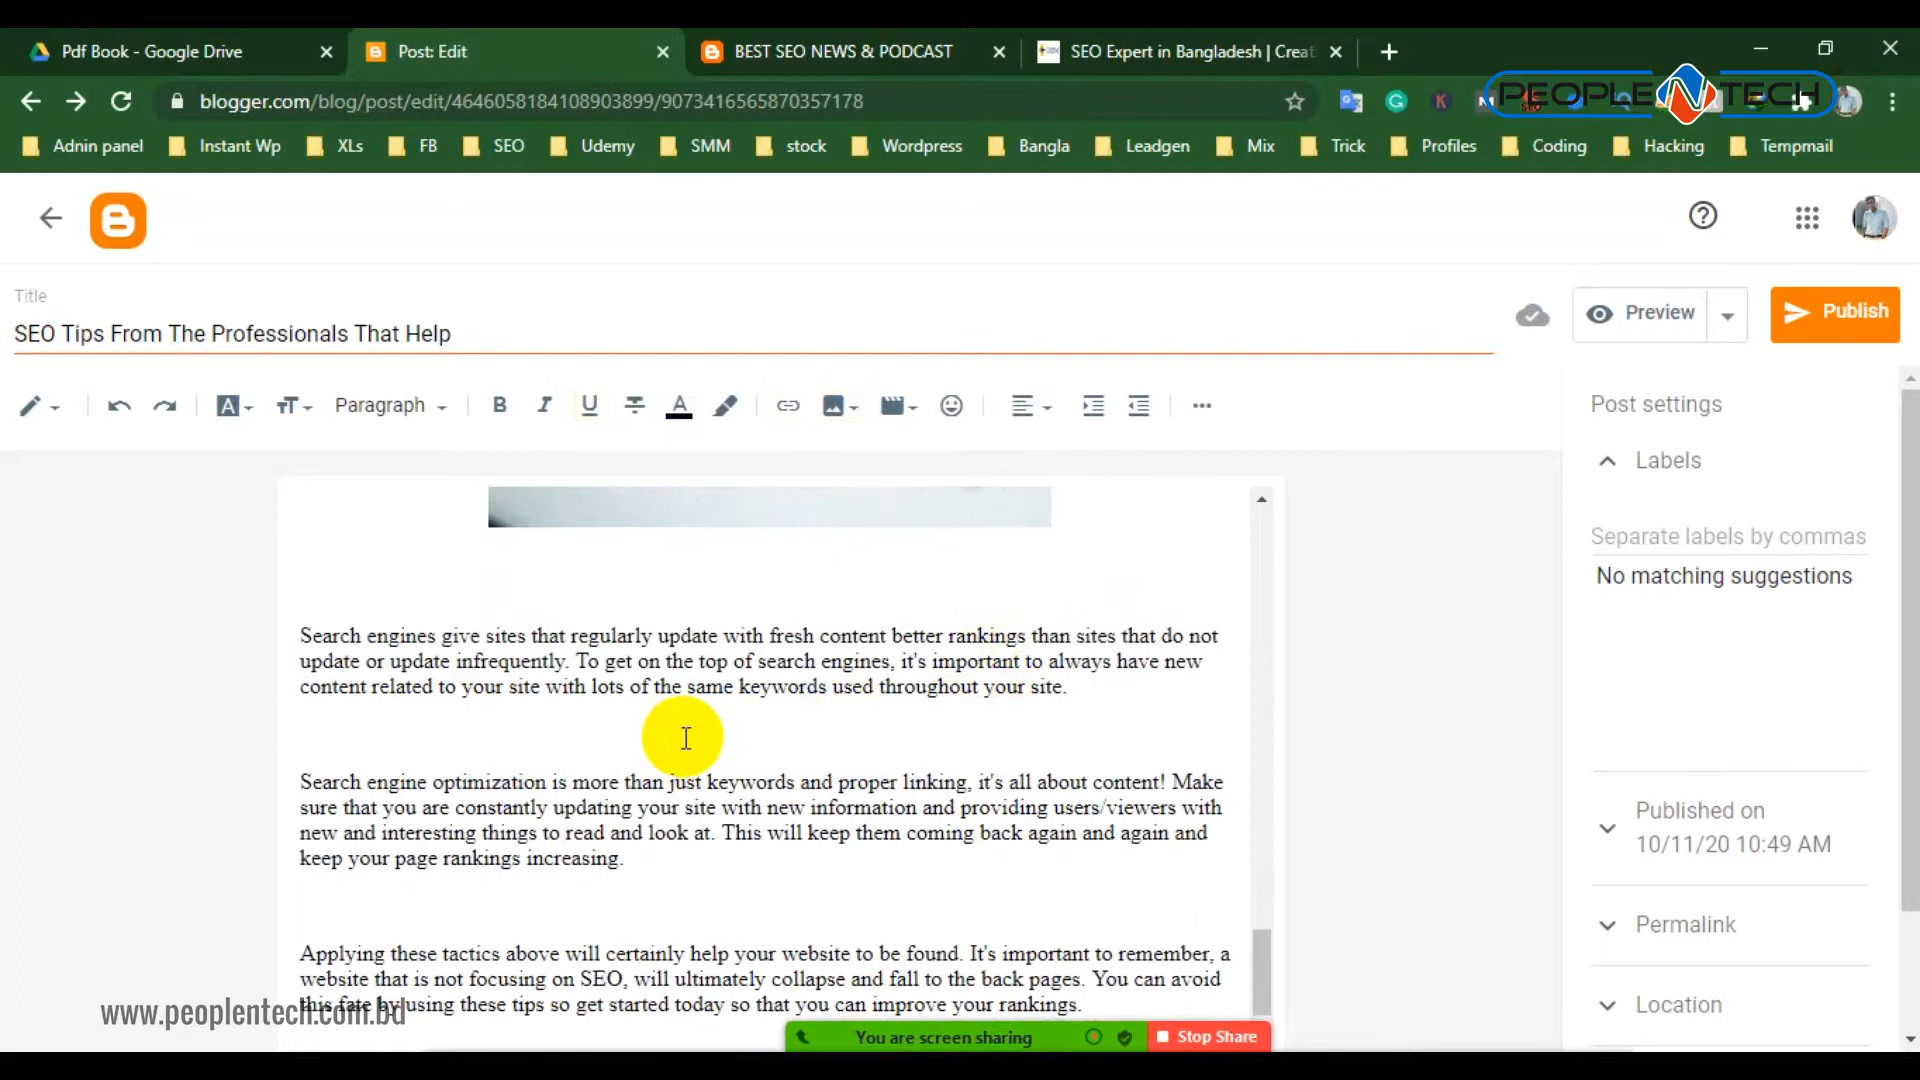 Pdf Book - Google Drive
Post: Edit
BEST SEO NEWS & PODCAST
SEO Expert in Bangladesh | Creat
blogger.com/blog/post/edit/4646058184108903899/9073416565870357178
PEOPLE N TECH
Adnin panel
Instant Wp
XLs
FB
SEO
Udemy
SMM
stock
Wordpress
Bangla
Leadgen
Mix
Trick
Profiles
Coding
Hacking
Tempmail
Title
SEO Tips From The Professionals That Help
Preview
Publish
Paragraph
Post settings
Labels
Separate labels by commas
No matching suggestions
Published on
10/11/20 10:49 AM
Permalink
Location
Search engines give sites that regularly update with fresh content better rankings than sites that do not
update or update infrequently. To get on the top of search engines, it's important to always have new
content related to your site with lots of the same keywords used throughout your site.
Search engine optimization is more than just keywords and proper linking, it's all about content! Make
sure that you are constantly updating your site with new information and providing users/viewers with
new and interesting things to read and look at. This will keep them coming back again and again and
keep your page rankings increasing.
Applying these tactics above will certainly help your website to be found. It's important to remember, a
website that is not focusing on SEO, will ultimately collapse and fall to the back pages. You can avoid
this fate by using these tips so get started today so that you can improve your rankings.
www.peoplentech.com.bd
You are screen sharing
Stop Share